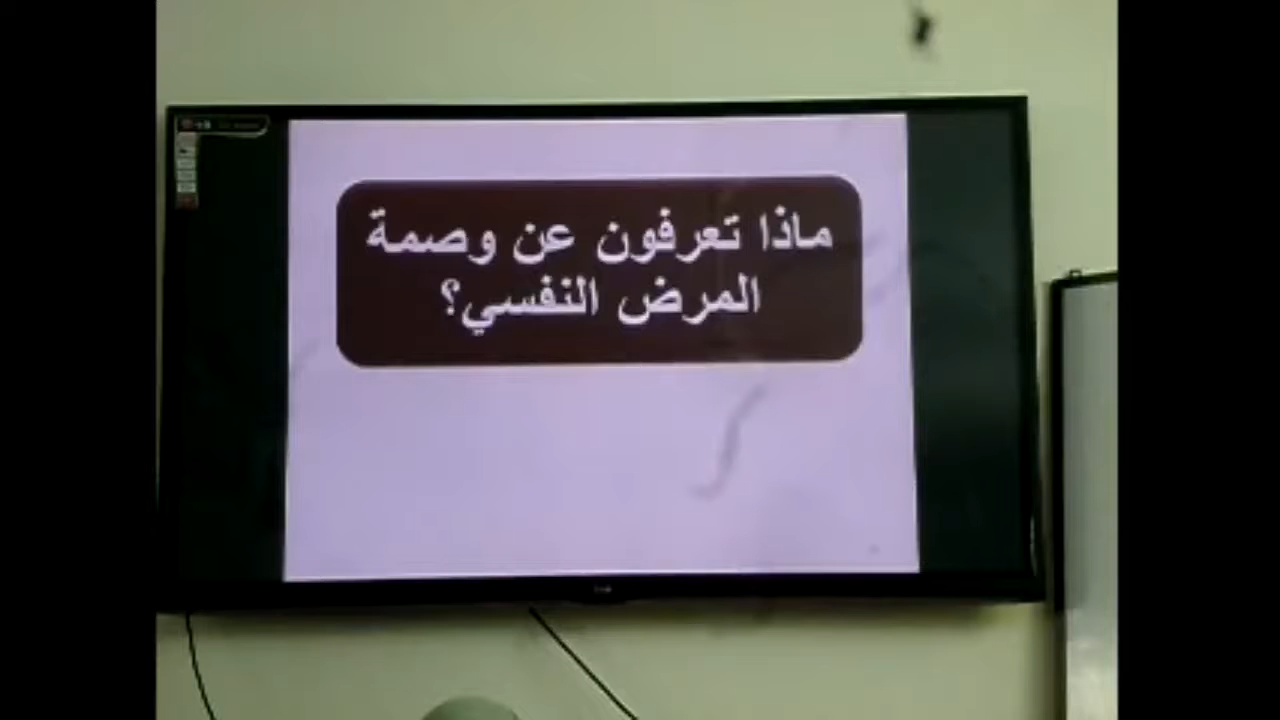 ماذا تعرفون عن وصمة
المرض النفسي؟